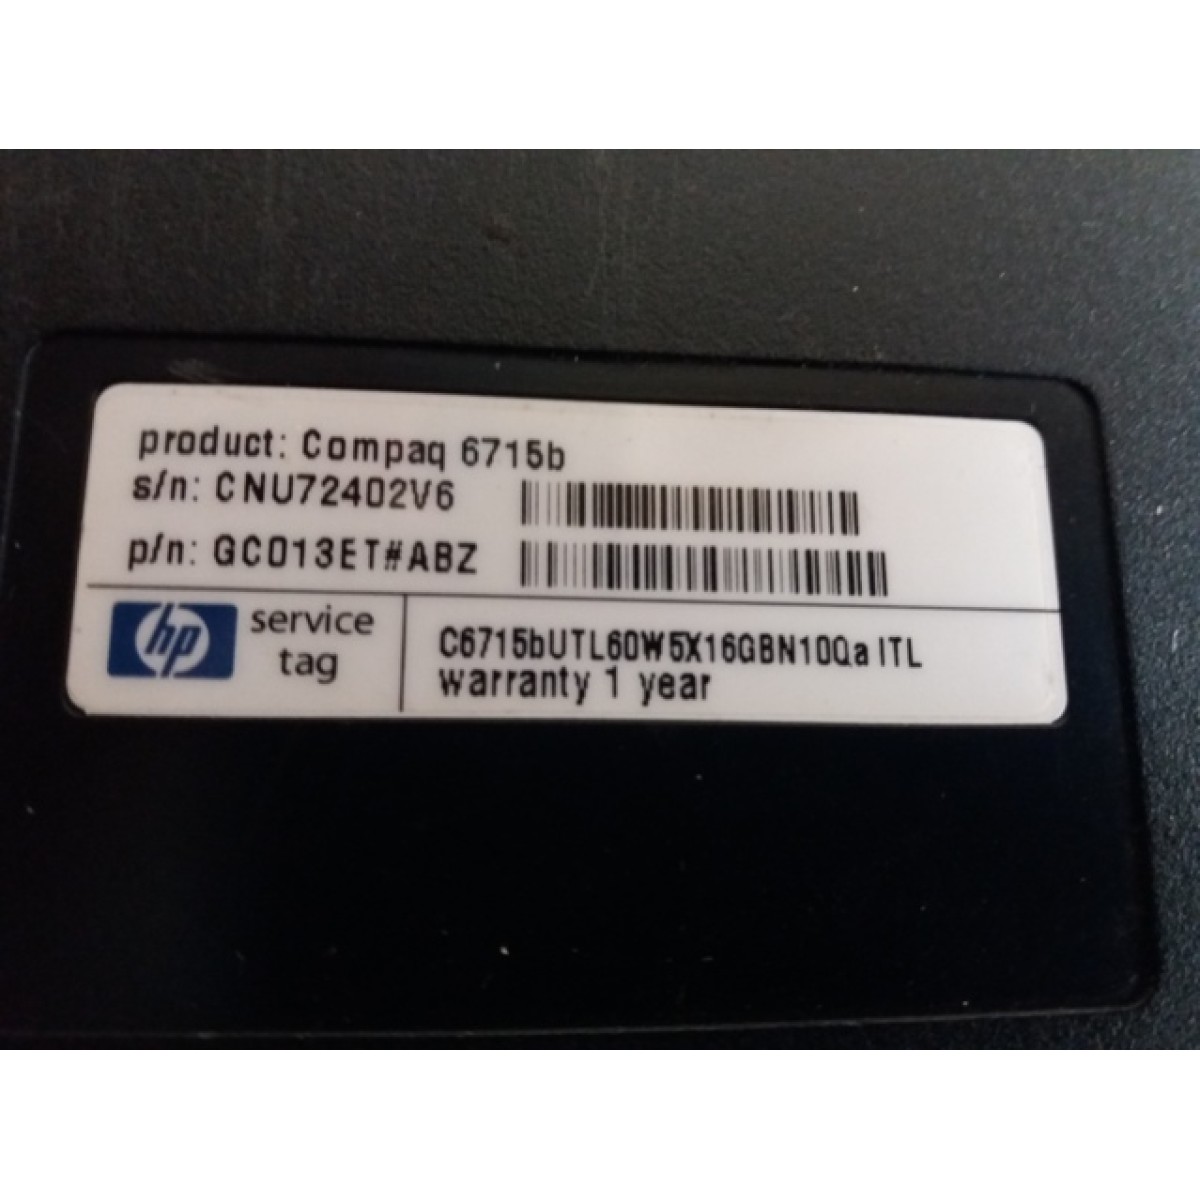 product: Compaq 6715b
s/n: CNU72402V6
p/n: GC013ET#ABZ
hp service tag
C6715bUTL60W5X16GBN10Qa ITL
warranty 1 year